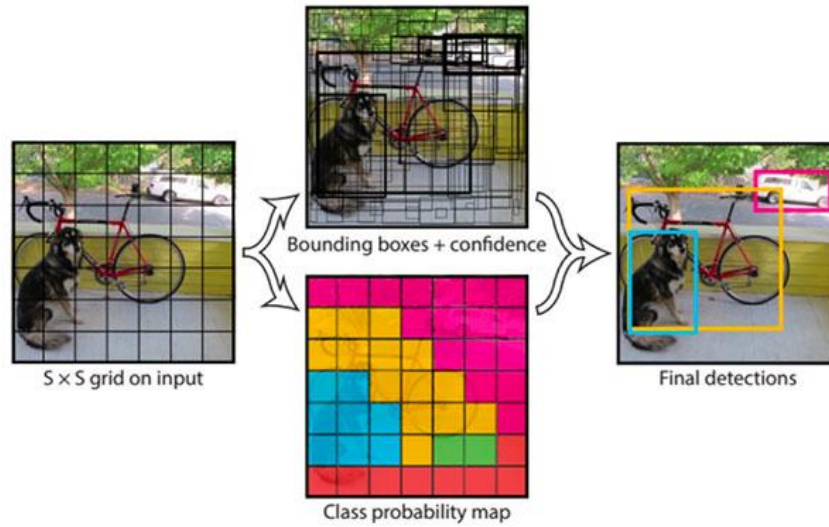 Bounding boxes + confidence
S × S grid on input
Final detections
Class probability map